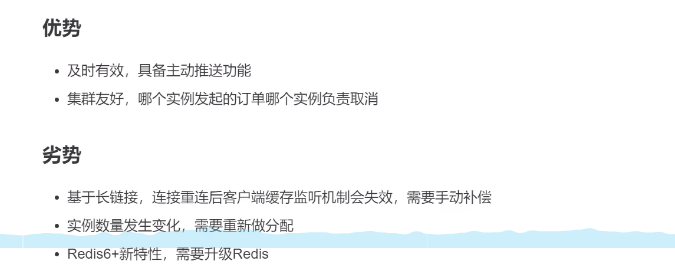 优势
及时有效，具备主动推送功能
集群友好，哪个实例发起的订单哪个实例负责取消
劣势
基于长链接，连接重连后客户端缓存监听机制会失效，需要手动补偿
实例数量发生变化，需要重新做分配
Redis6+新特性，需要升级Redis